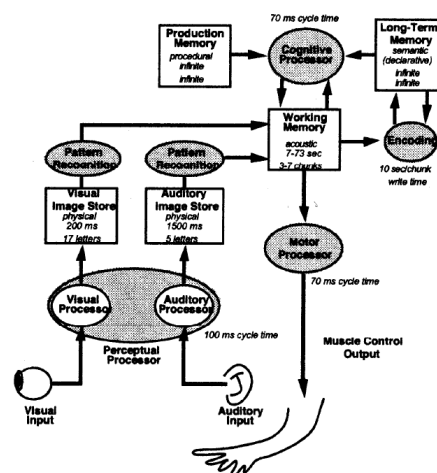 70 ms cycle time
Production
Memory
procedural
infinite
infinite
Cognitive
Processor
Long-Term
Memory
semantic
(declarative)
infinite
infinite
Working
Memory
acoustic
7-73 sec
3-7 chunks
Encoding
10 sec/chunk
write time
Pattern
Recognition
Pattern
Recognition
Visual
Image Store
physical
200 ms
17 letters
Auditory
Image Store
physical
1500 ms
5 letters
Motor
Processor
70 ms cycle time
Visual
Processor
Auditory
Processor
100 ms cycle time
Perceptual
Processor
Muscle Control
Output
Visual
Input
Auditory
Input